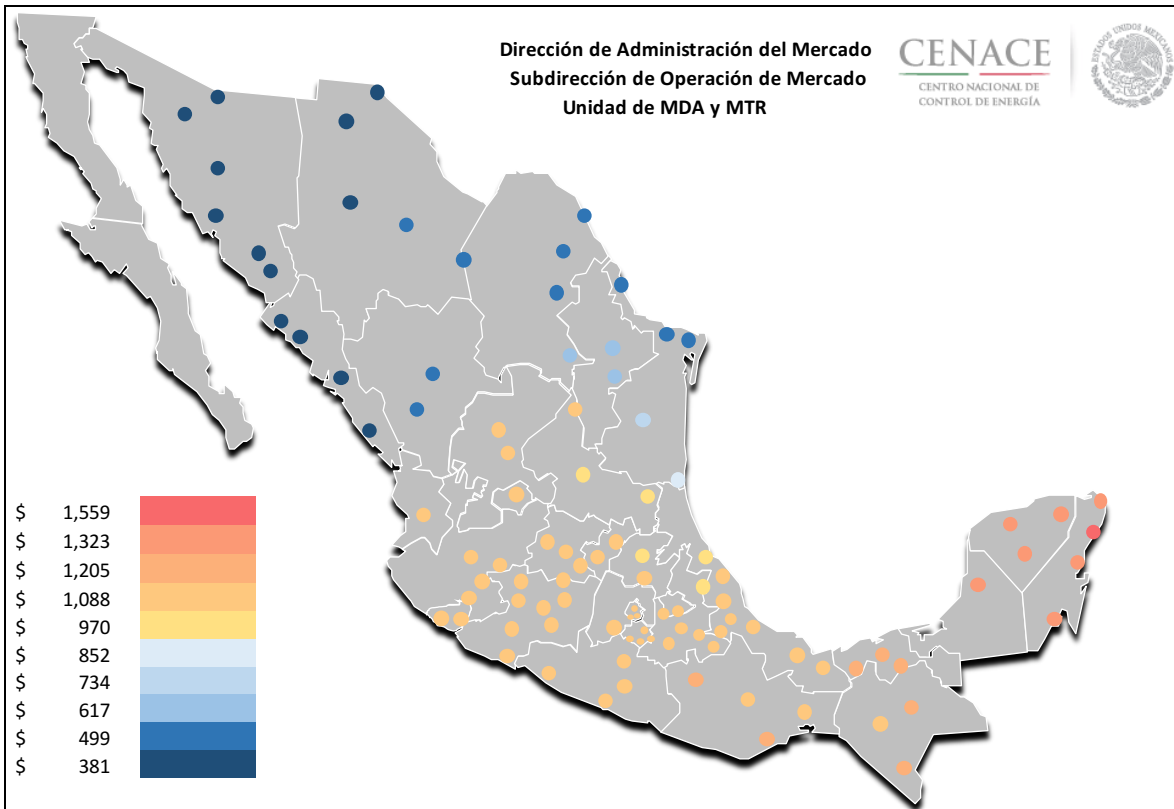 Dirección de Administración del Mercado
Subdirección de Operación de Mercado
Unidad de MDA y MTR
CENACE
CENTRO NACIONAL DE
CONTROL DE ENERGÍA
ESTADOS UNIDOS MEXICANOS
$ 1,559
$ 1,323
$ 1,205
$ 1,088
$ 970
$ 852
$ 734
$ 617
$ 499
$ 381